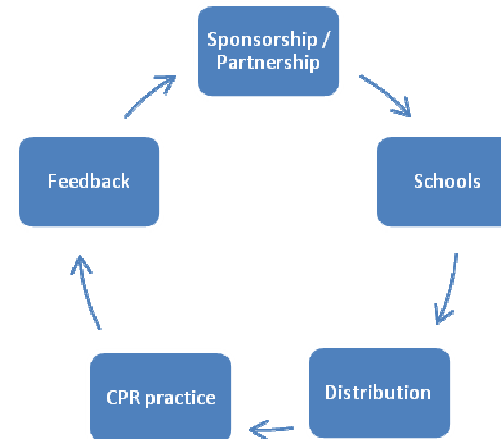 Sponsorship /
Partnership
Schools
Distribution
CPR practice
Feedback